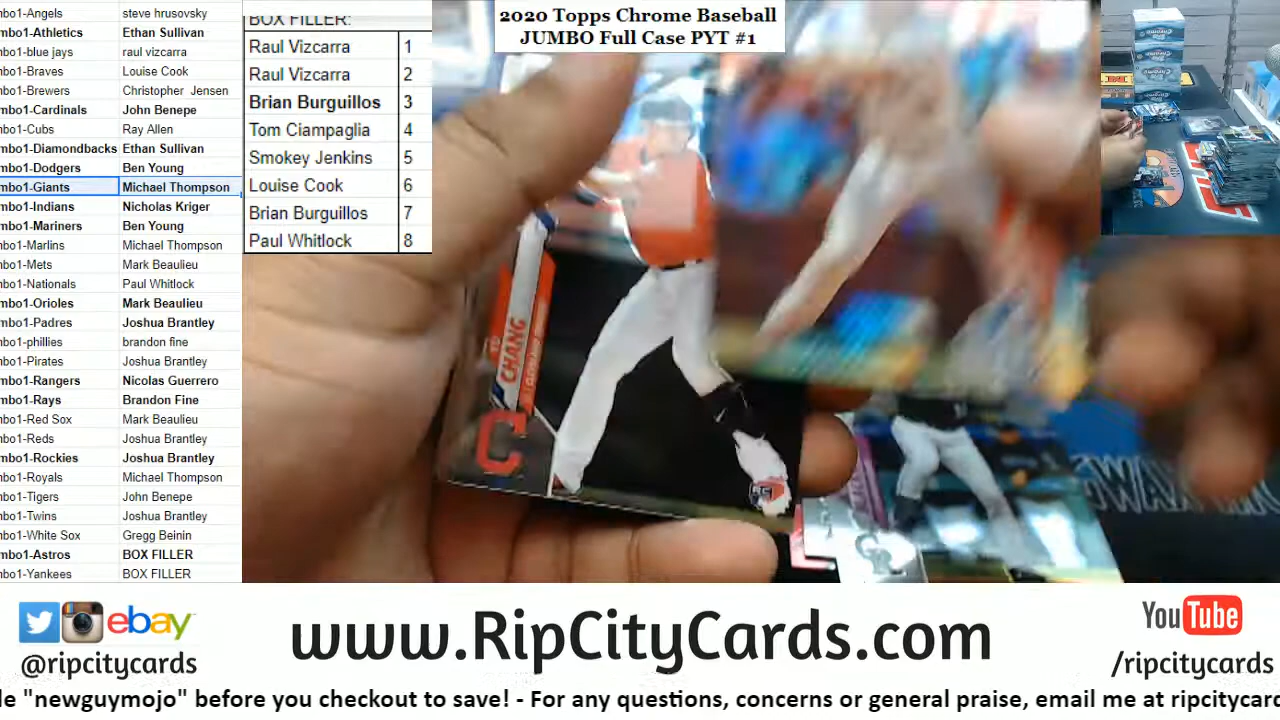 mbo1-Angels steve hrusovsky
mbo1-Athletics Ethan Sullivan
mbo1-blue jays raul vizcarra
mbo1-Braves Louise Cook
mbo1-Brewers Christopher Jensen
mbo1-Cardinals John Benepe
mbo1-Cubs Ray Allen
mbo1-Diamondbacks Ethan Sullivan
mbo1-Dodgers Ben Young
mbo1-Giants Michael Thompson
mbo1-Indians Nicholas Kriger
mbo1-Mariners Ben Young
mbo1-Marlins Michael Thompson
mbo1-Mets Mark Beaulieu
mbo1-Nationals Paul Whitlock
mbo1-Orioles Mark Beaulieu
mbo1-Padres Joshua Brantley
mbo1-phillies brandon fine
mbo1-Pirates Joshua Brantley
mbo1-Rangers Nicolas Guerrero
mbo1-Rays Brandon Fine
mbo1-Red Sox Mark Beaulieu
mbo1-Reds Joshua Brantley
mbo1-Rockies Joshua Brantley
mbo1-Royals Michael Thompson
mbo1-Tigers John Benepe
mbo1-Twins Joshua Brantley
mbo1-White Sox Gregg Beinin
mbo1-Astros BOX FILLER
mbo1-Yankees BOX FILLER
BOX FILLER:
Raul Vizcarra 1
Raul Vizcarra 2
Brian Burguillos 3
Tom Ciampaglia 4
Smokey Jenkins 5
Louise Cook 6
Brian Burguillos 7
Paul Whitlock 8
2020 Topps Chrome Baseball
JUMBO Full Case PYT #1
CHANG
C
RC
ebay
@ripcitycards
www.RipCityCards.com
YouTube
/ripcitycards
le "newguymojo" before you checkout to save! - For any questions, concerns or general praise, email me at ripcitycard